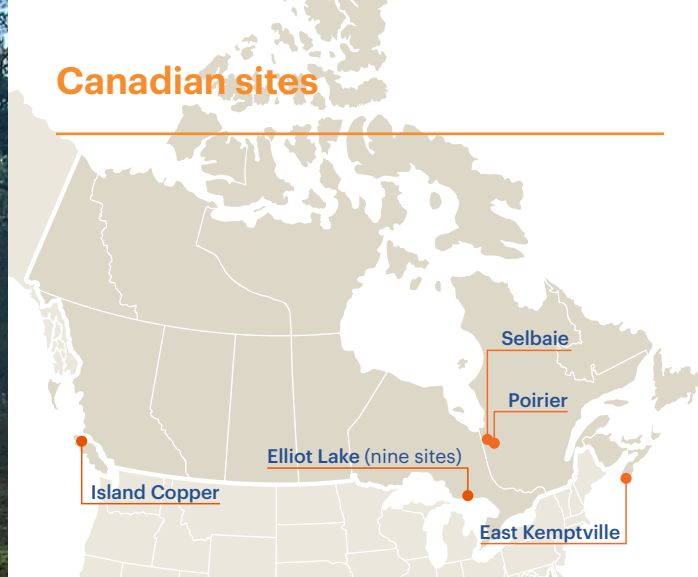 Canadian sites
Selbaie
Poirier
Elliot Lake (nine sites)
Island Copper
East Kemptville